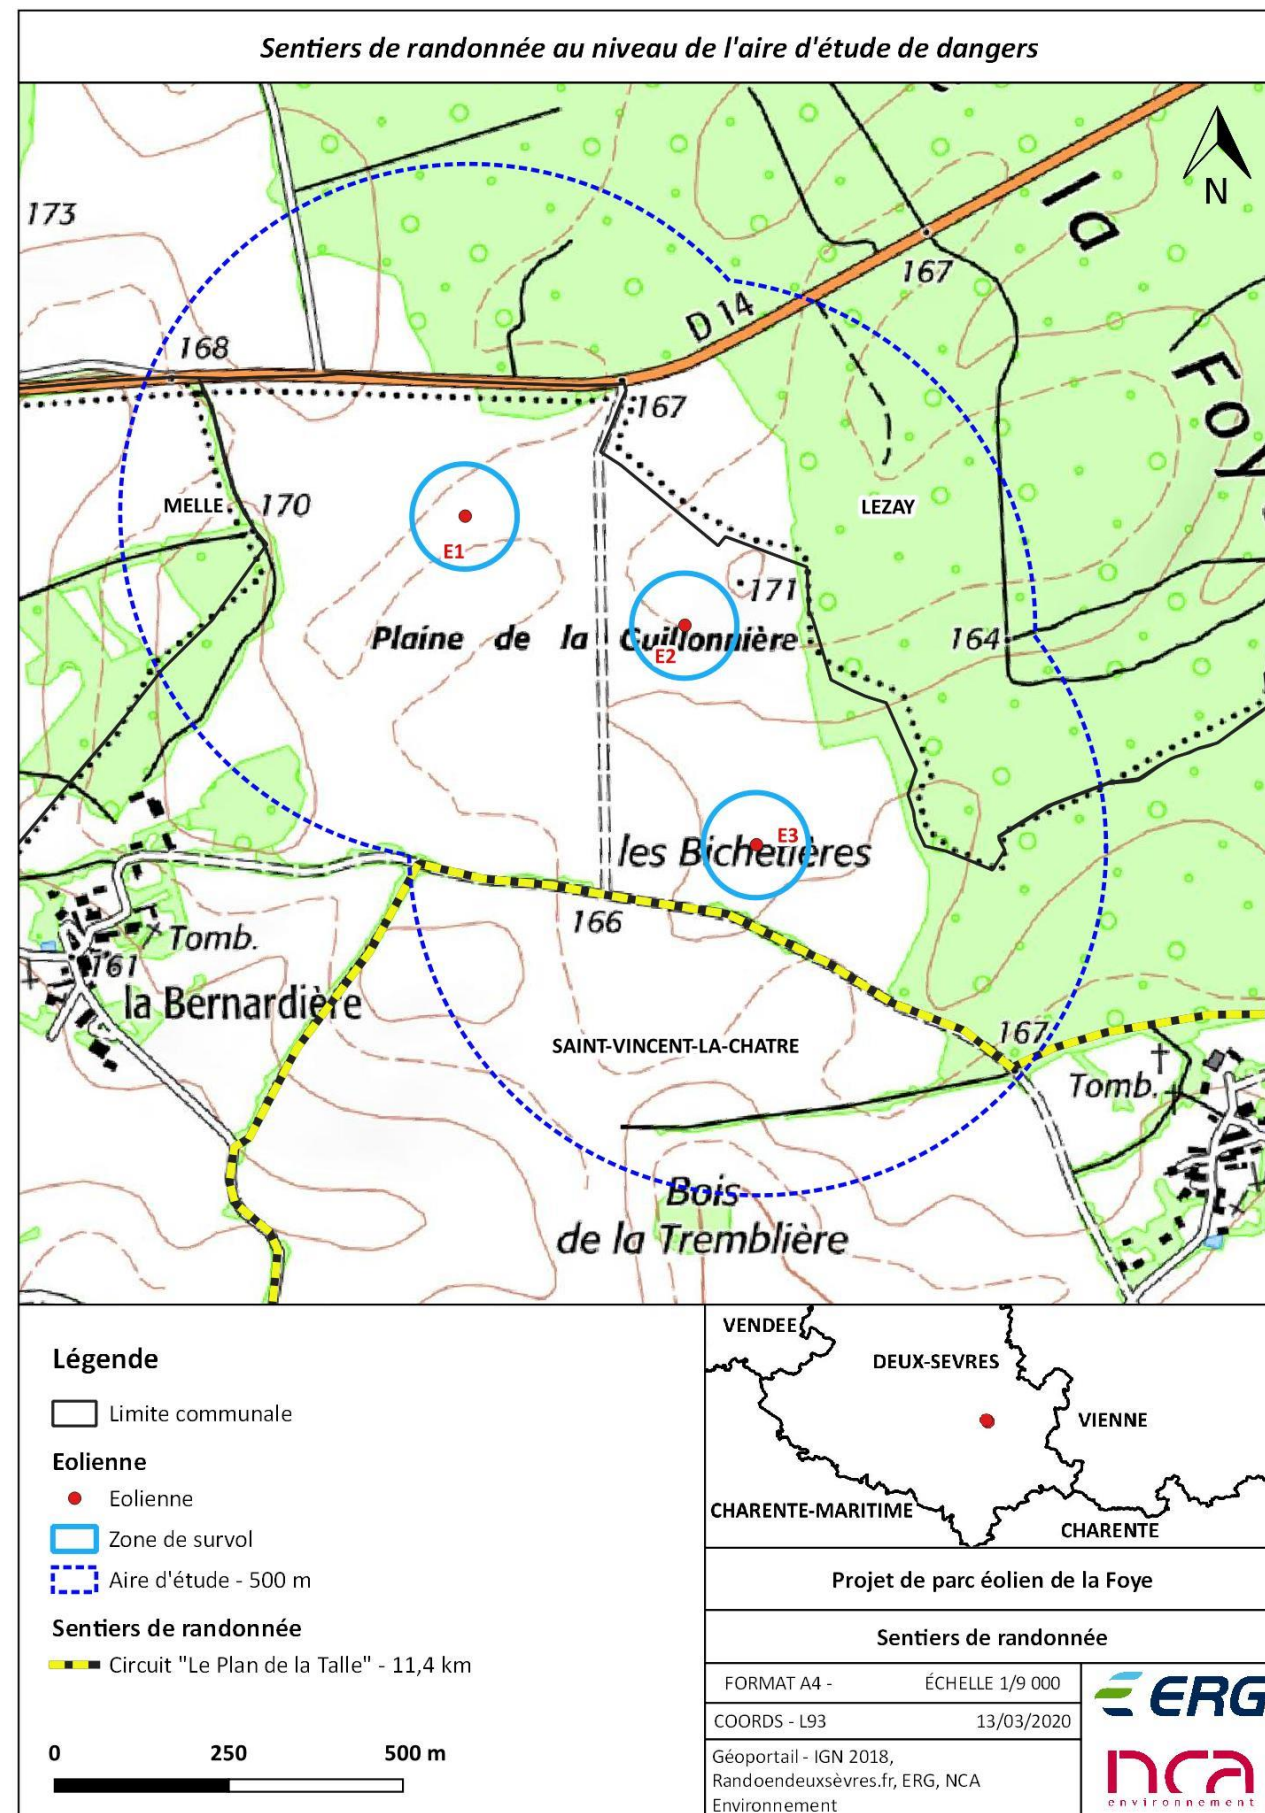 Sentiers de randonnée au niveau de l'aire d'étude de dangers
N
173
la
167
D 14
168
Foy
167
MELLE
170
LEZAY
E1
171
Plaine de la Guillonnière
E2
164
E3
les Bichetières
166
Tomb.
161
la Bernardière
167
SAINT-VINCENT-LA-CHATRE
Tomb.
Bois
de la Tremblière
Légende
Limite communale
Eolienne
Eolienne
Zone de survol
Aire d'étude - 500 m
Sentiers de randonnée
Circuit "Le Plan de la Talle" - 11,4 km
0 250 500 m
VENDEE
DEUX-SEVRES
VIENNE
CHARENTE-MARITIME
CHARENTE
Projet de parc éolien de la Foye
Sentiers de randonnée
FORMAT A4 - ÉCHELLE 1/9 000
COORDS - L93 13/03/2020
Géoportail - IGN 2018,
Randoendeuxsèvres.fr, ERG, NCA
Environnement
ERG
nca
environnement